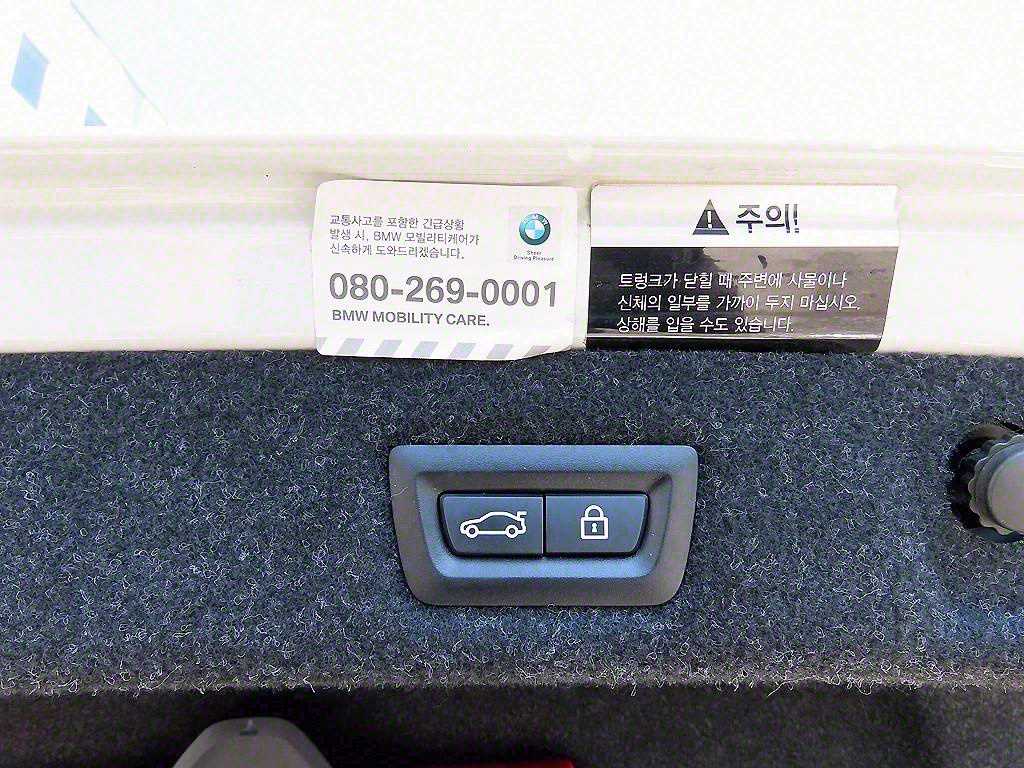 교통사고를 포함한 긴급상황
발생 시, BMW 모빌리티케어가
신속하게 도와드리겠습니다.
080-269-0001
BMW MOBILITY CARE.
BMW
Sheer
Driving Pleasure
주의!
트렁크가 닫힐 때 주변에 사물이나
신체의 일부를 가까이 두지 마십시오.
상해를 입을 수도 있습니다.